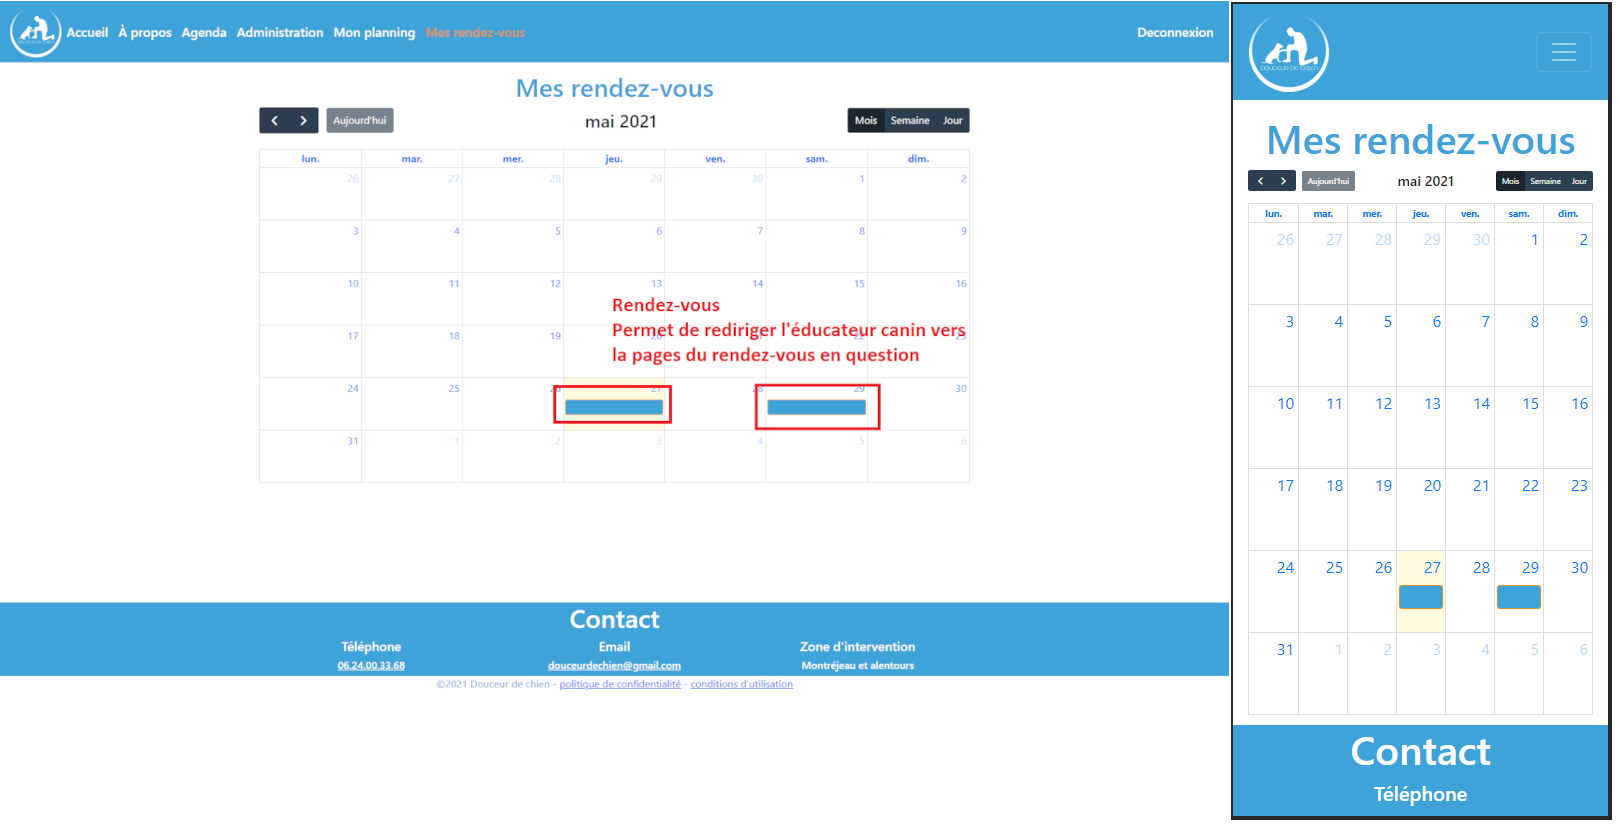 Accueil À propos Agenda Administration Mon planning Mes rendez-vous Deconnexion
Mes rendez-vous
Aujourd'hui mai 2021 Mois Semaine Jour
lun. mar. mer. jeu. ven. sam. dim.
26 27 28 29 30 1 2
3 4 5 6 7 8 9
10 11 12 13 14 15 16
Rendez-vous
Permet de rediriger l'éducateur canin vers
la pages du rendez-vous en question
17 18 19 20 22 23
24 25 26 27 28 29 30
31 1 2 3 4 5 6
Contact
Téléphone Email Zone d'intervention
06.24.00.33.68 douceurdechien@gmail.com Montréjeau et alentours
©2021 Douceur de chien - politique de confidentialité - conditions d'utilisation
DOUCEUR DE CHIEN
Mes rendez-vous
Aujourd'hui mai 2021 Mois Semaine Jour
lun. mar. mer. jeu. ven. sam. dim.
26 27 28 29 30 1 2
3 4 5 6 7 8 9
10 11 12 13 14 15 16
17 18 19 20 21 22 23
24 25 26 27 28 29 30
31 1 2 3 4 5 6
Contact
Téléphone